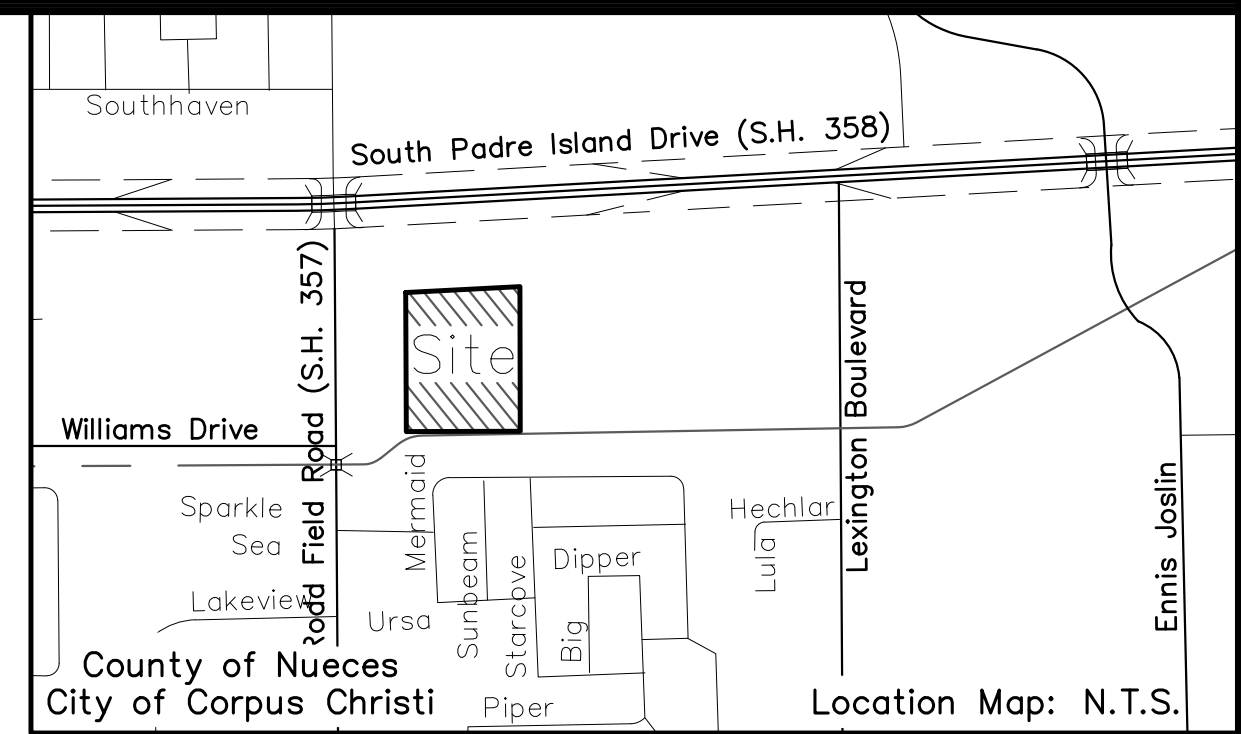 Southhaven
South Padre Island Drive (S.H. 358)
Rodd Field Road (S.H. 357)
Site
Lexington Boulevard
Williams Drive
Mermaid
Sparkle
Sea
Hechlar
Lula
Ennis Joslin
Sunbeam
Starcove
Dipper
Big
Lakeview
Ursa
County of Nueces
City of Corpus Christi
Piper
Location Map: N.T.S.